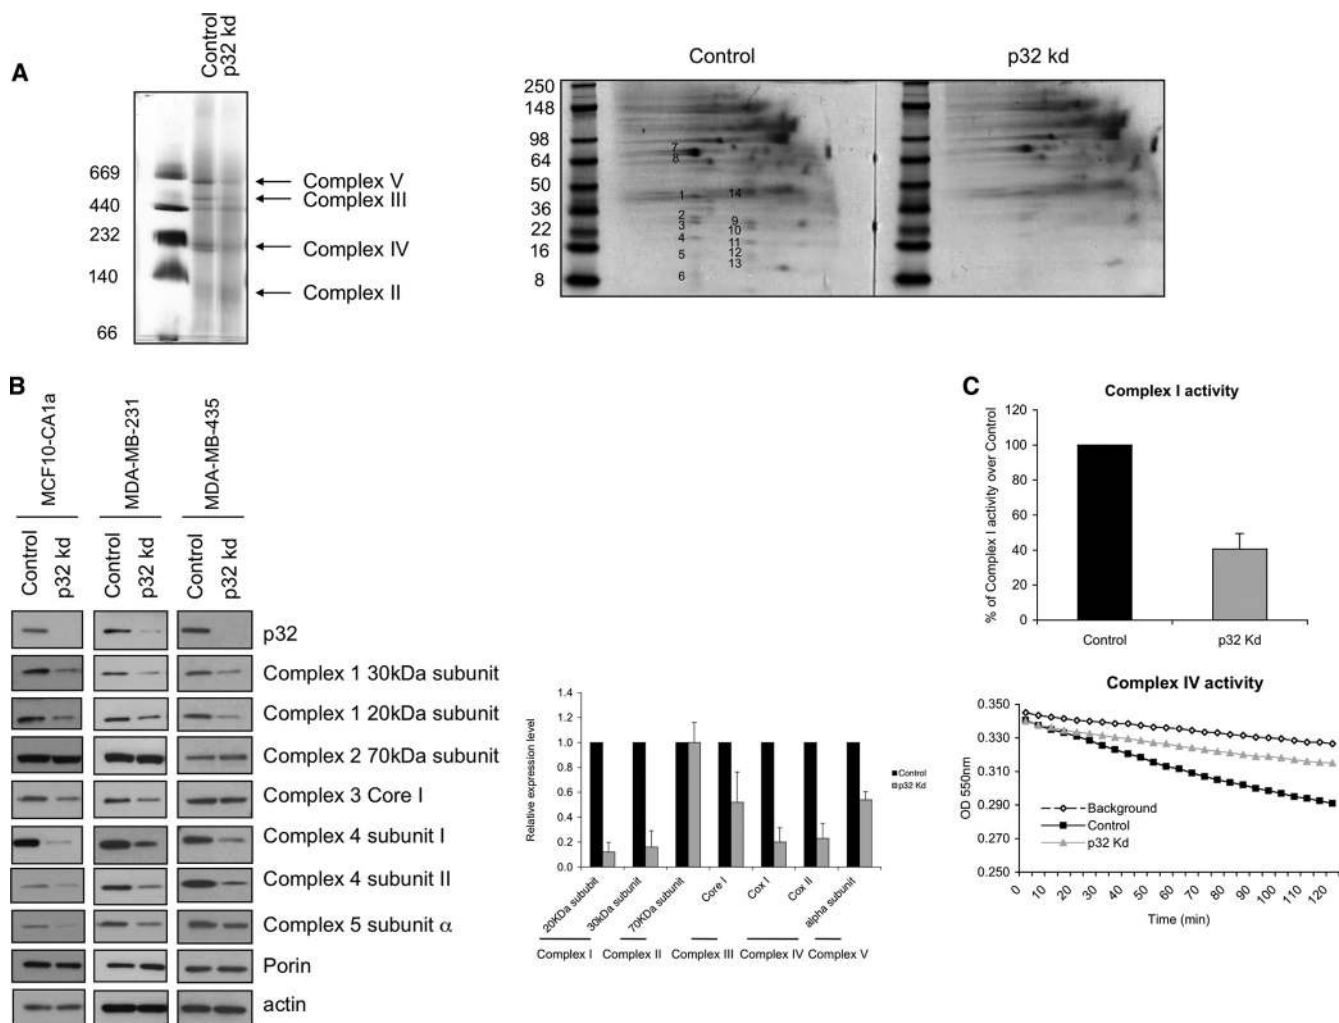 A
Control
p32 kd
669
440
232
140
66
Complex V
Complex III
Complex IV
Complex II
Control
p32 kd
250
148
98
64
50
36
22
16
8
7
8
1
2
3
4
5
6
14
9
10
11
12
13
B
MCF10-CA1a
MDA-MB-231
MDA-MB-435
Control
p32 kd
Control
p32 kd
Control
p32 kd
p32
Complex 1 30kDa subunit
Complex 1 20kDa subunit
Complex 2 70kDa subunit
Complex 3 Core I
Complex 4 subunit I
Complex 4 subunit II
Complex 5 subunit α
Porin
actin
Relative expression level
1.4
1.2
1.0
0.8
0.6
0.4
0.2
0.0
Control
p32 Kd
20KDa sububit
30kDa subunit
70KDa subunit
Core I
Cox I
Cox II
alpha subunit
Complex I
Complex II
Complex III
Complex IV
Complex V
C
Complex I activity
% of Complex I activity over Control
120
100
80
60
40
20
0
Control
p32 Kd
Complex IV activity
OD 550nm
0.350
0.330
0.310
0.290
0.270
0.250
Background
Control
p32 Kd
0 10 20 30 40 50 60 70 80 90 100 110 120
Time (min)